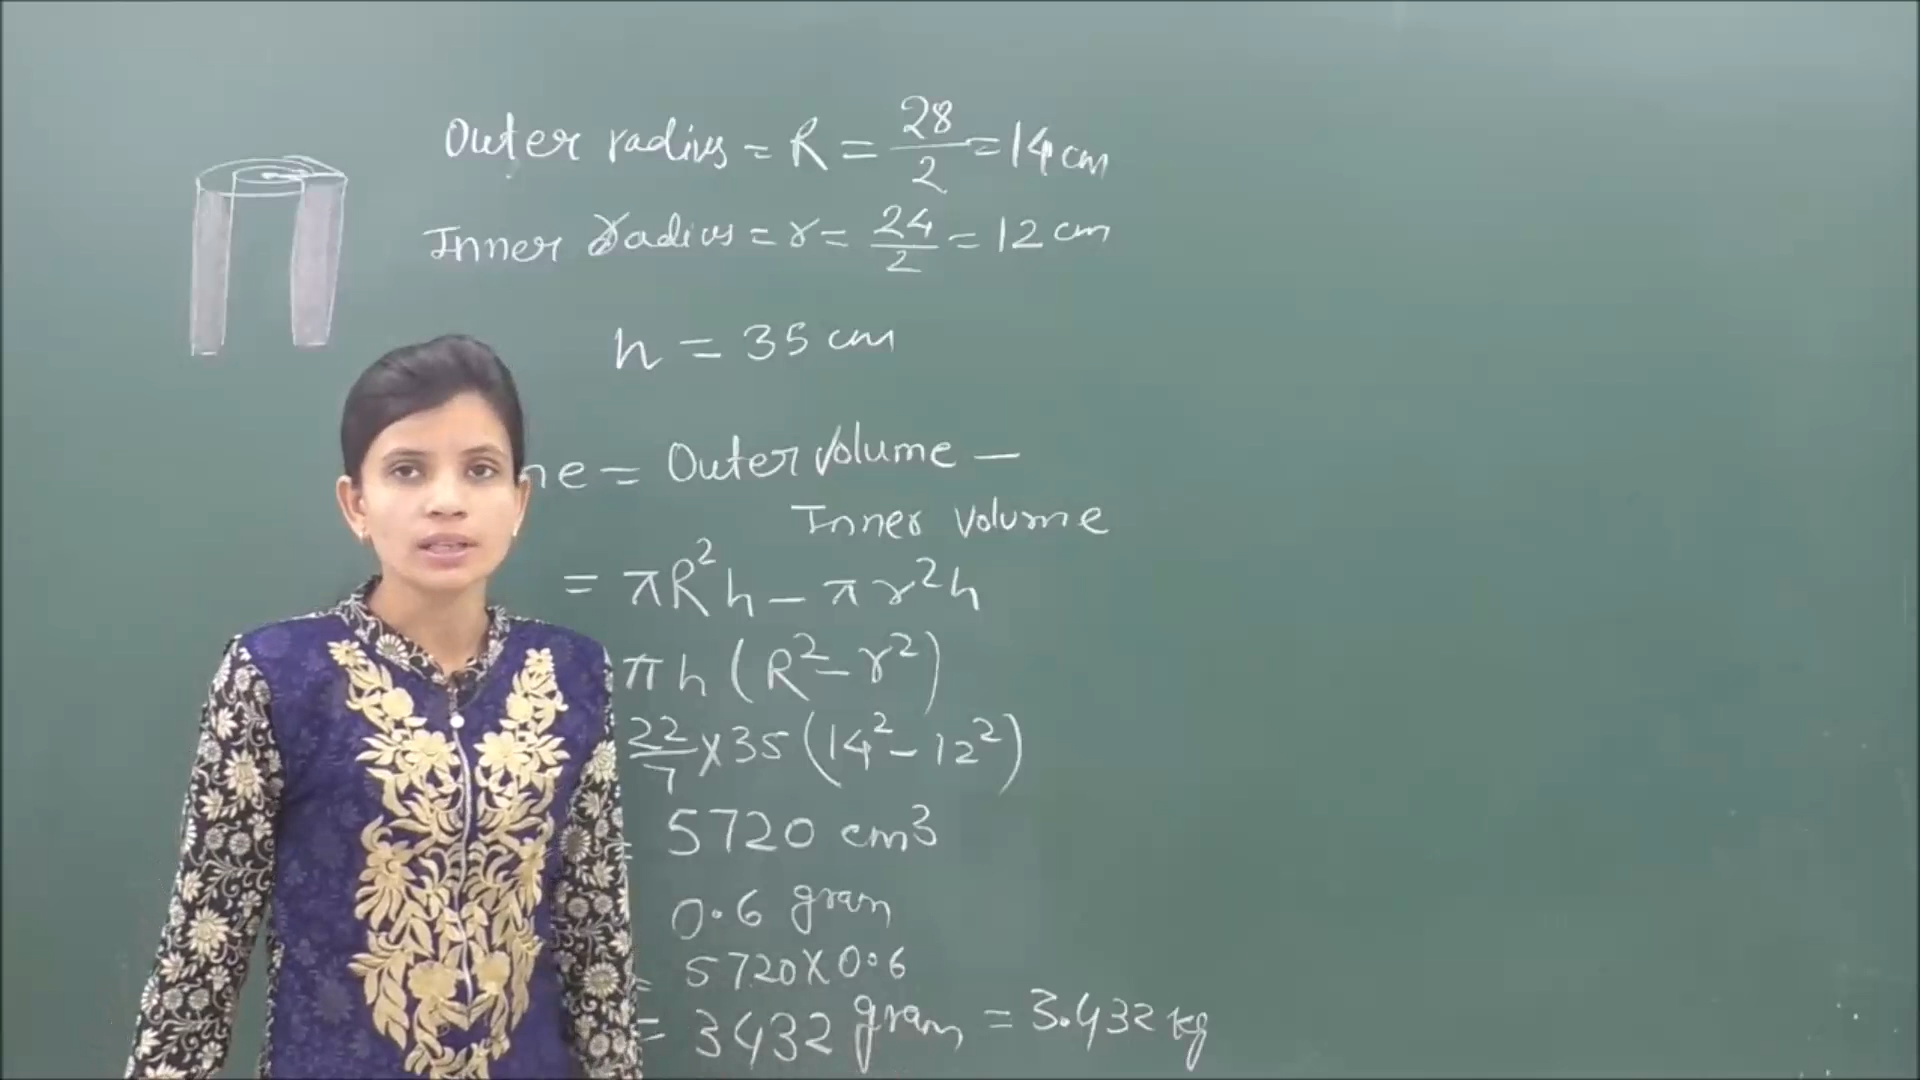 Outer radius = R = 28/2 = 14 cm
Inner radius = r = 24/2 = 12 cm
h = 35 cm
= Outer volume –
Inner volume
= πR²h – πr²h
πh (R² – r²)
22/7 × 35 (14² – 12²)
= 5720 cm³
0.6 gram
= 5720 × 0.6
= 3432 gram = 3.432 kg